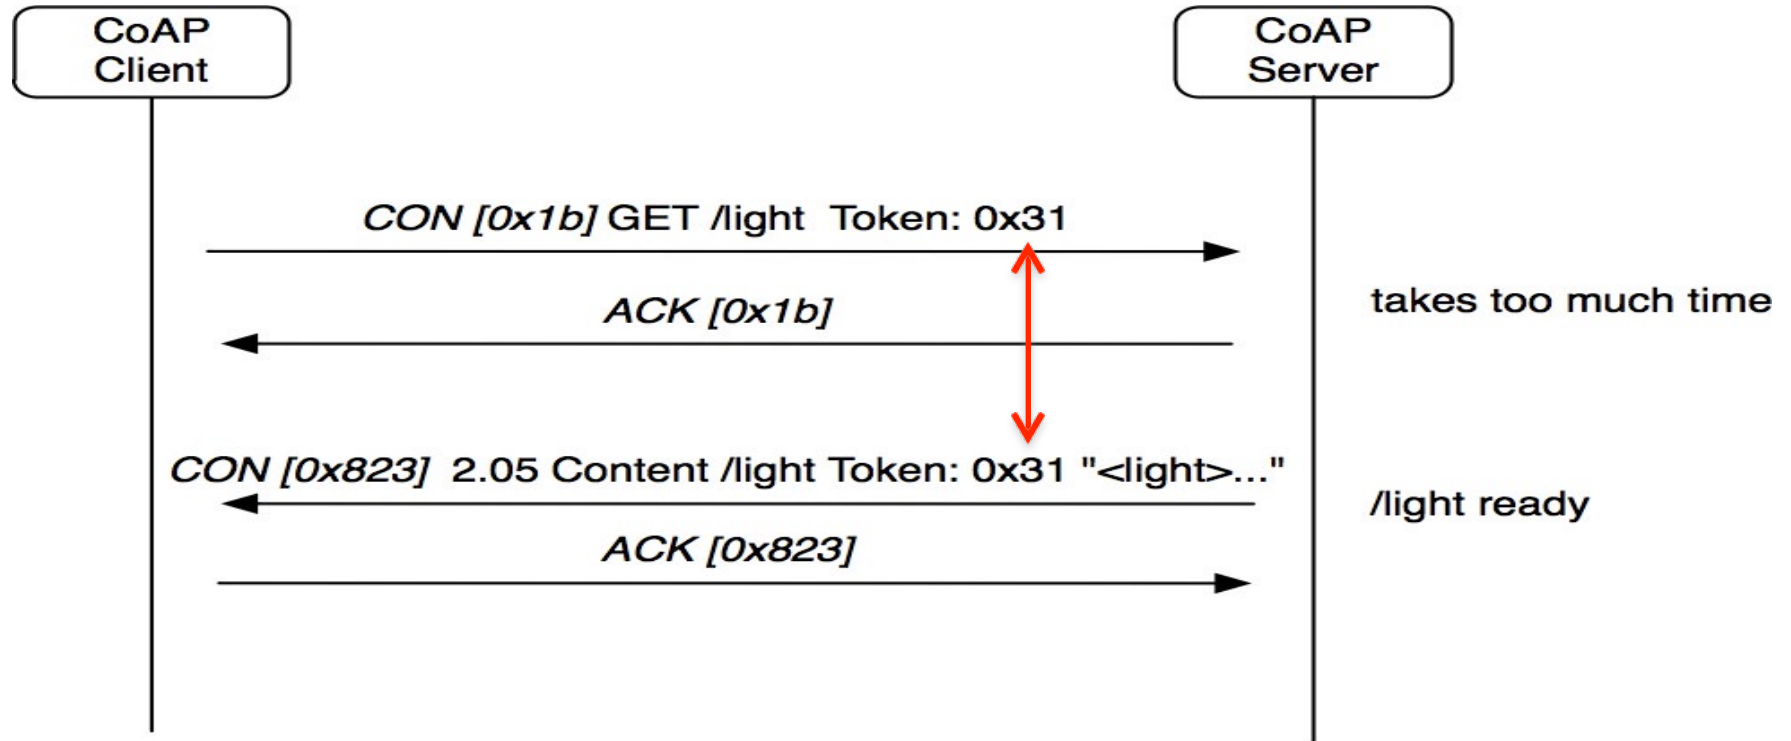 CoAP
Client
CoAP
Server
CON [0x1b] GET /light Token: 0x31
takes too much time
ACK [0x1b]
CON [0x823] 2.05 Content /light Token: 0x31 "<light>..."
/light ready
ACK [0x823]